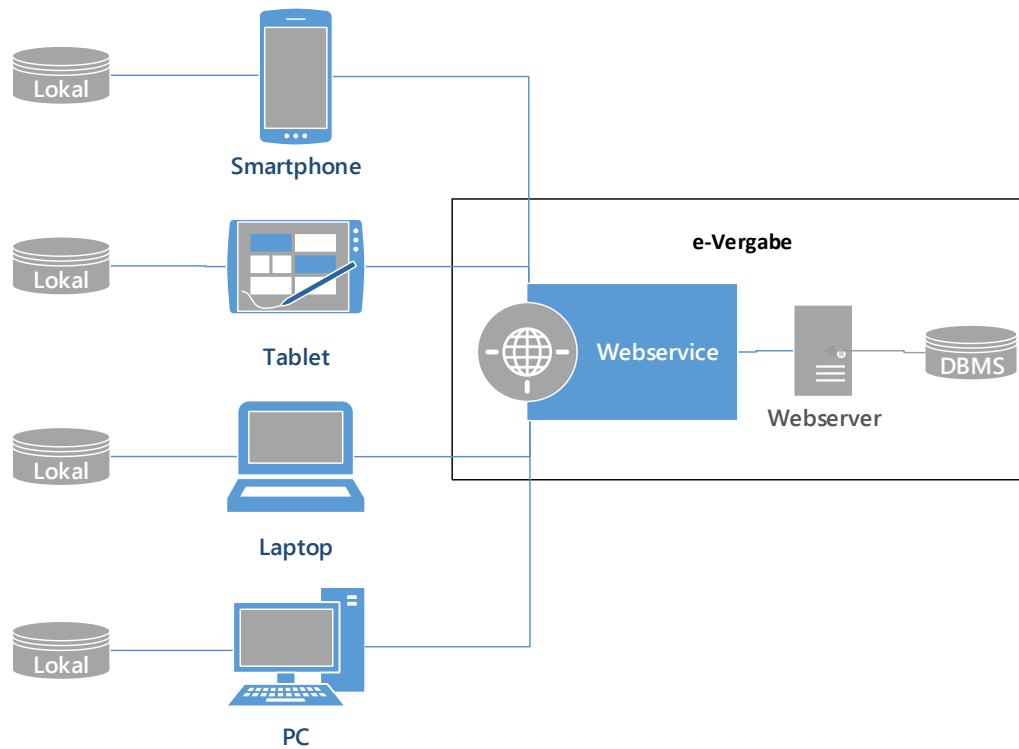 Lokal
Smartphone
Lokal
Tablet
e-Vergabe
Webservice
Webserver
DBMS
Lokal
Laptop
Lokal
PC